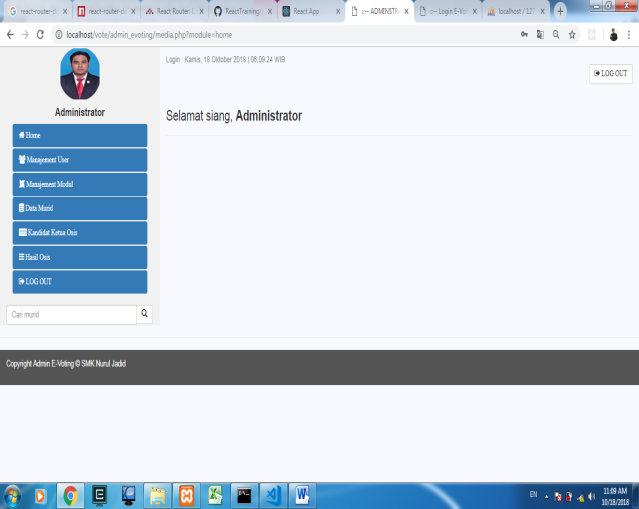 react-router-d
react-router-d
React Router:
ReactTraining/
React App
::-- ADMINSTR
::-- Login E-Vo
localhost / 127
localhost/vote/admin_evoting/media.php?module=home
Login : Kamis, 18 Oktober 2018 | 06:09:24 WIB
LOG OUT
Administrator
Selamat siang, Administrator
Home
Manajement User
Manajement Modul
Data Murid
Kandidat Ketua Osis
Hasil Osis
LOG OUT
Cari murid
Copyright Admin E-Voting © SMK Nurul Jadid
EN
11:09 AM
10/18/2018